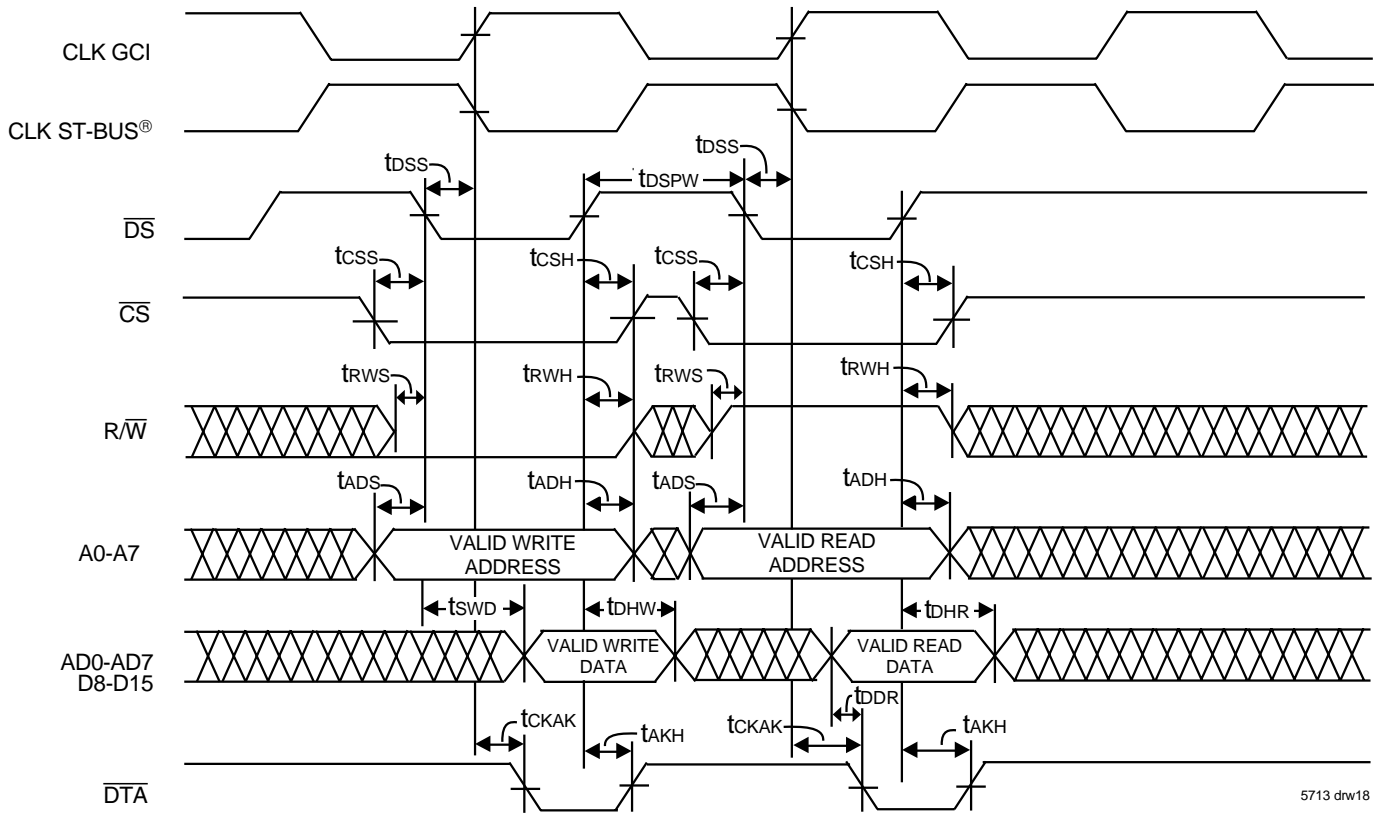 CLK GCI
CLK ST-BUS®
tDSS
tDSPW
tDSS
DS
tCSS
tCSH
tCSS
tCSH
CS
tRWS
tRWH
tRWS
tRWH
R/W
tADS
tADH
tADS
tADH
A0-A7
VALID WRITE
ADDRESS
VALID READ
ADDRESS
tSWD
tDHW
tDHR
AD0-AD7
D8-D15
VALID WRITE
DATA
VALID READ
DATA
tDDR
tCKAK
tAKH
tCKAK
tAKH
DTA
5713 drw18